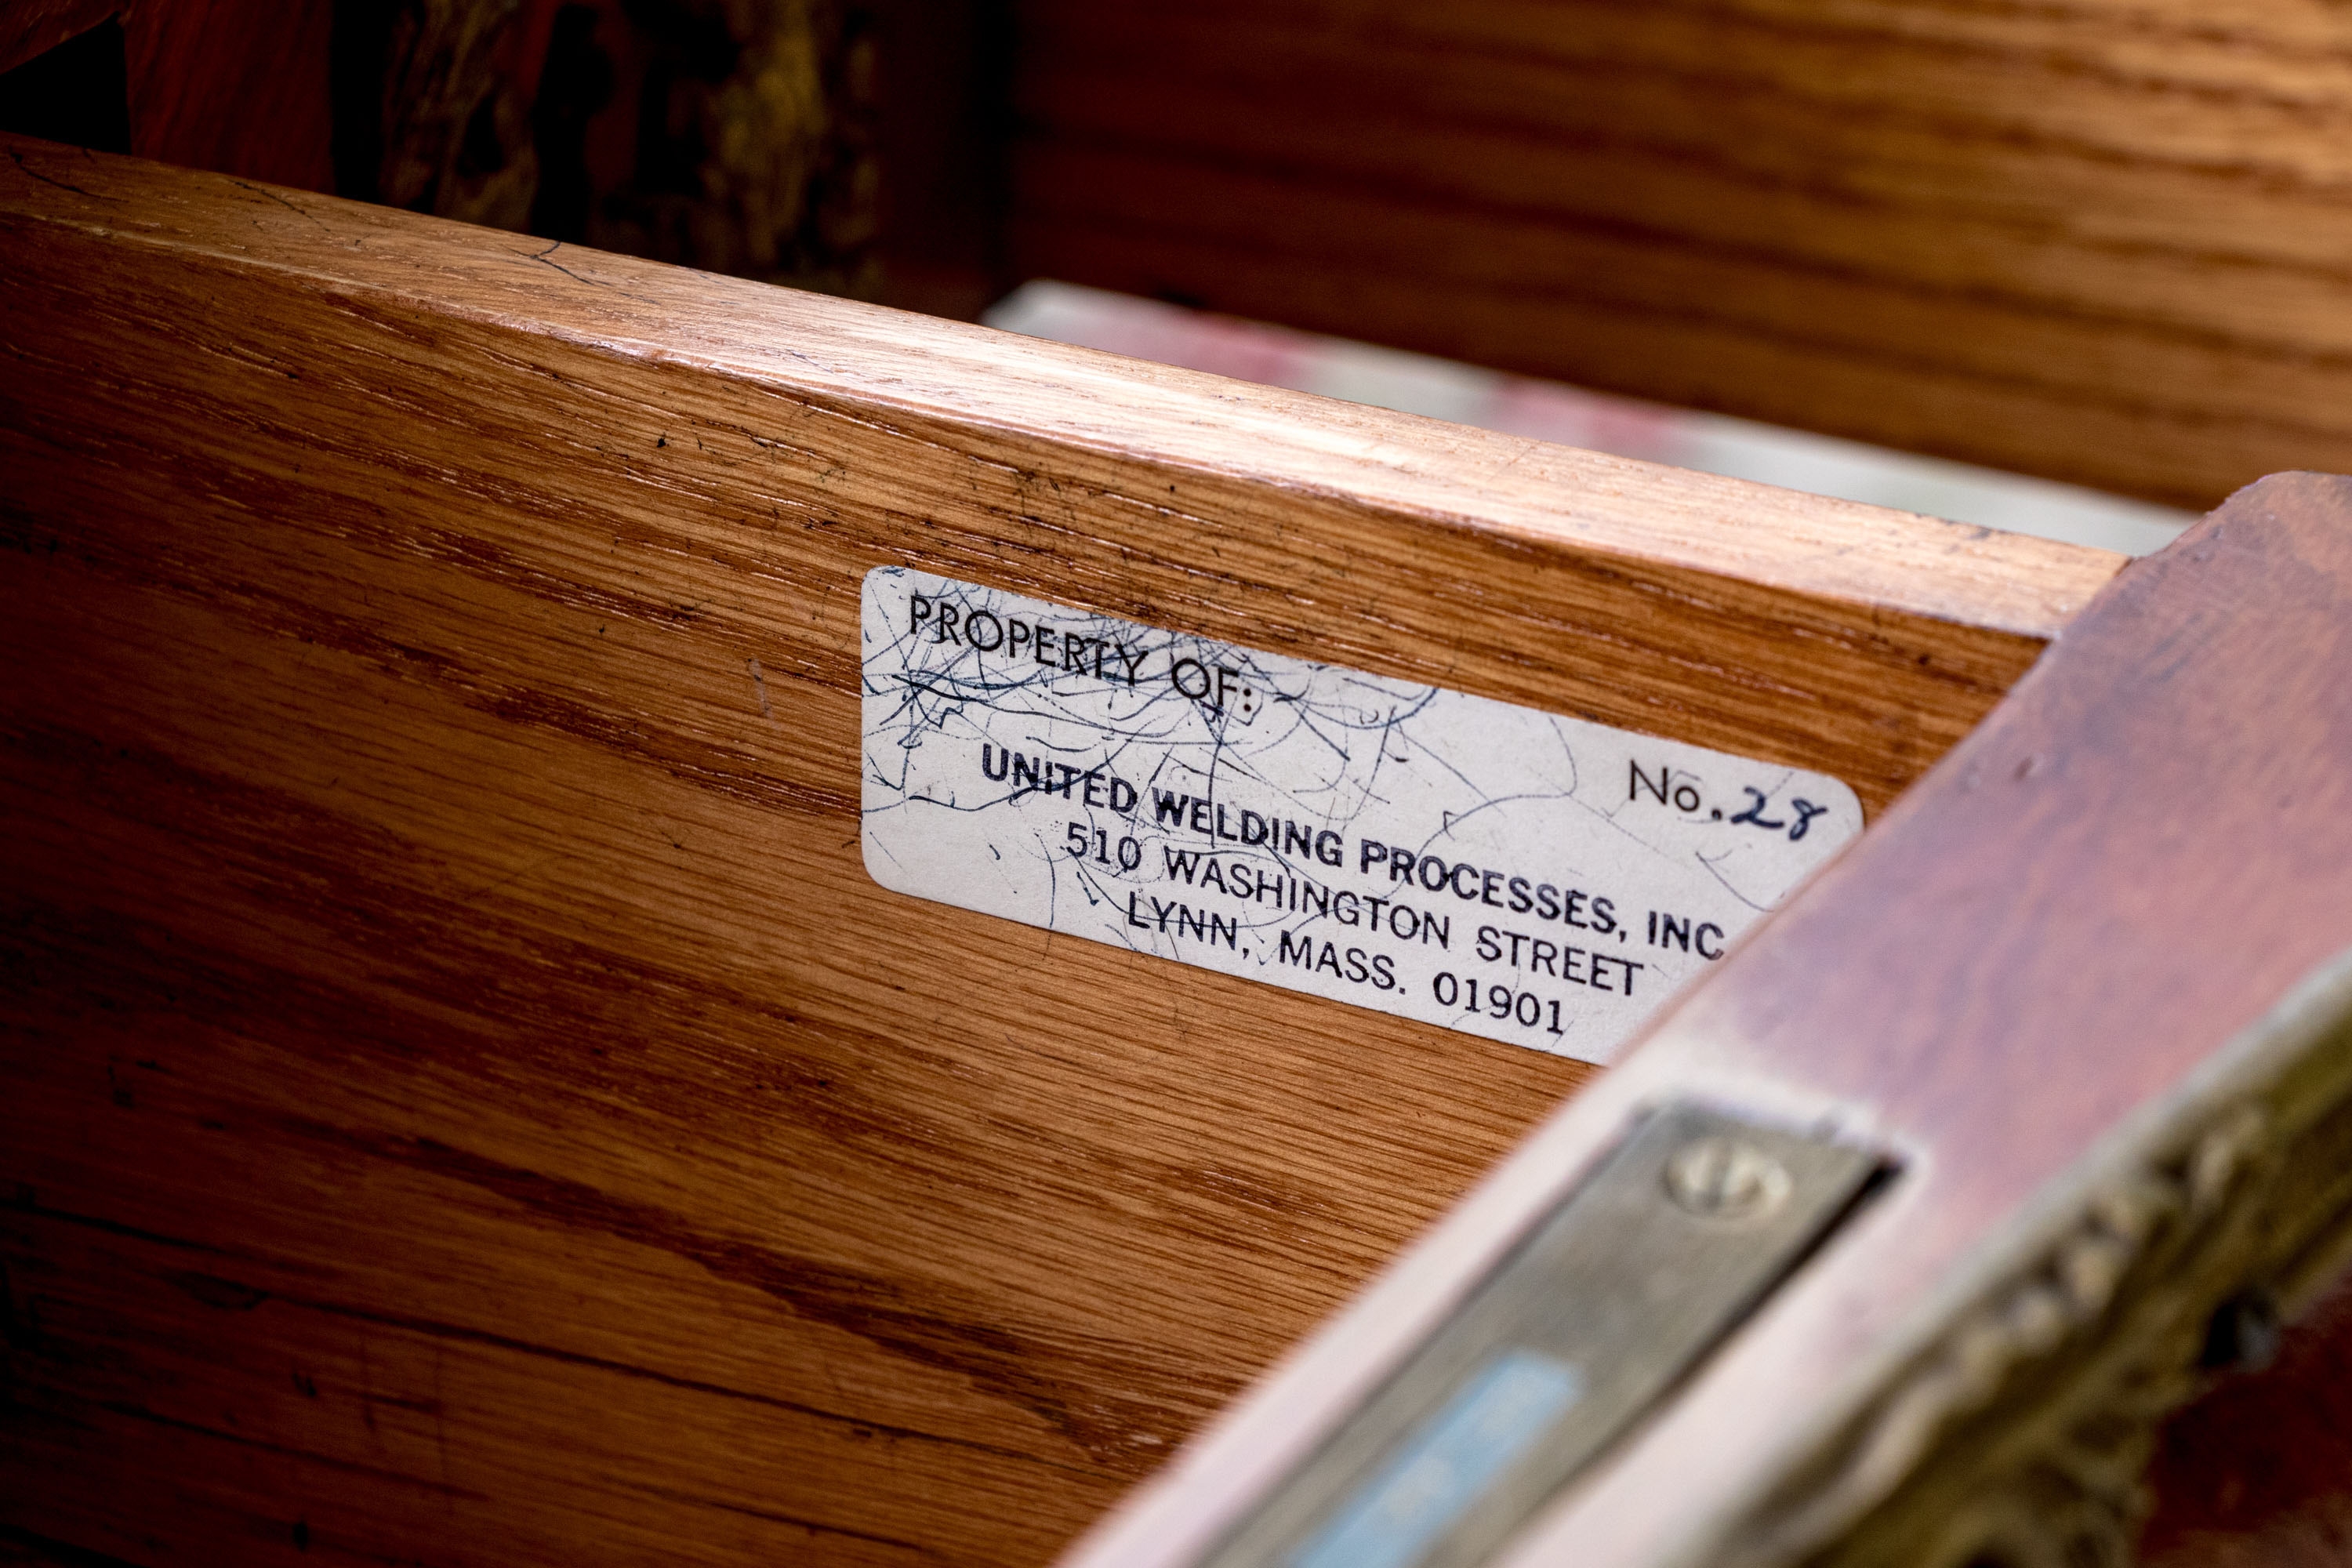 PROPERTY OF:
No. 28
UNITED WELDING PROCESSES, INC
510 WASHINGTON STREET
LYNN, MASS. 01901